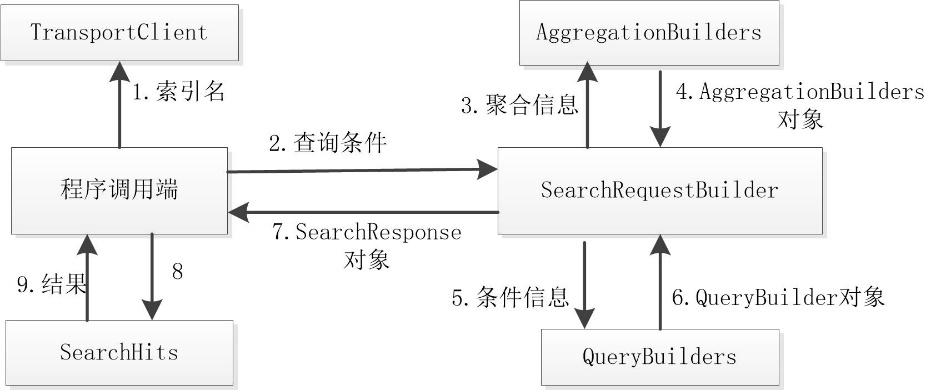 TransportClient
AggregationBuilders
1.索引名
3.聚合信息
4.AggregationBuilders
对象
2.查询条件
程序调用端
SearchRequestBuilder
7.SearchResponse
对象
9.结果
8
5.条件信息
6.QueryBuilder对象
SearchHits
QueryBuilders